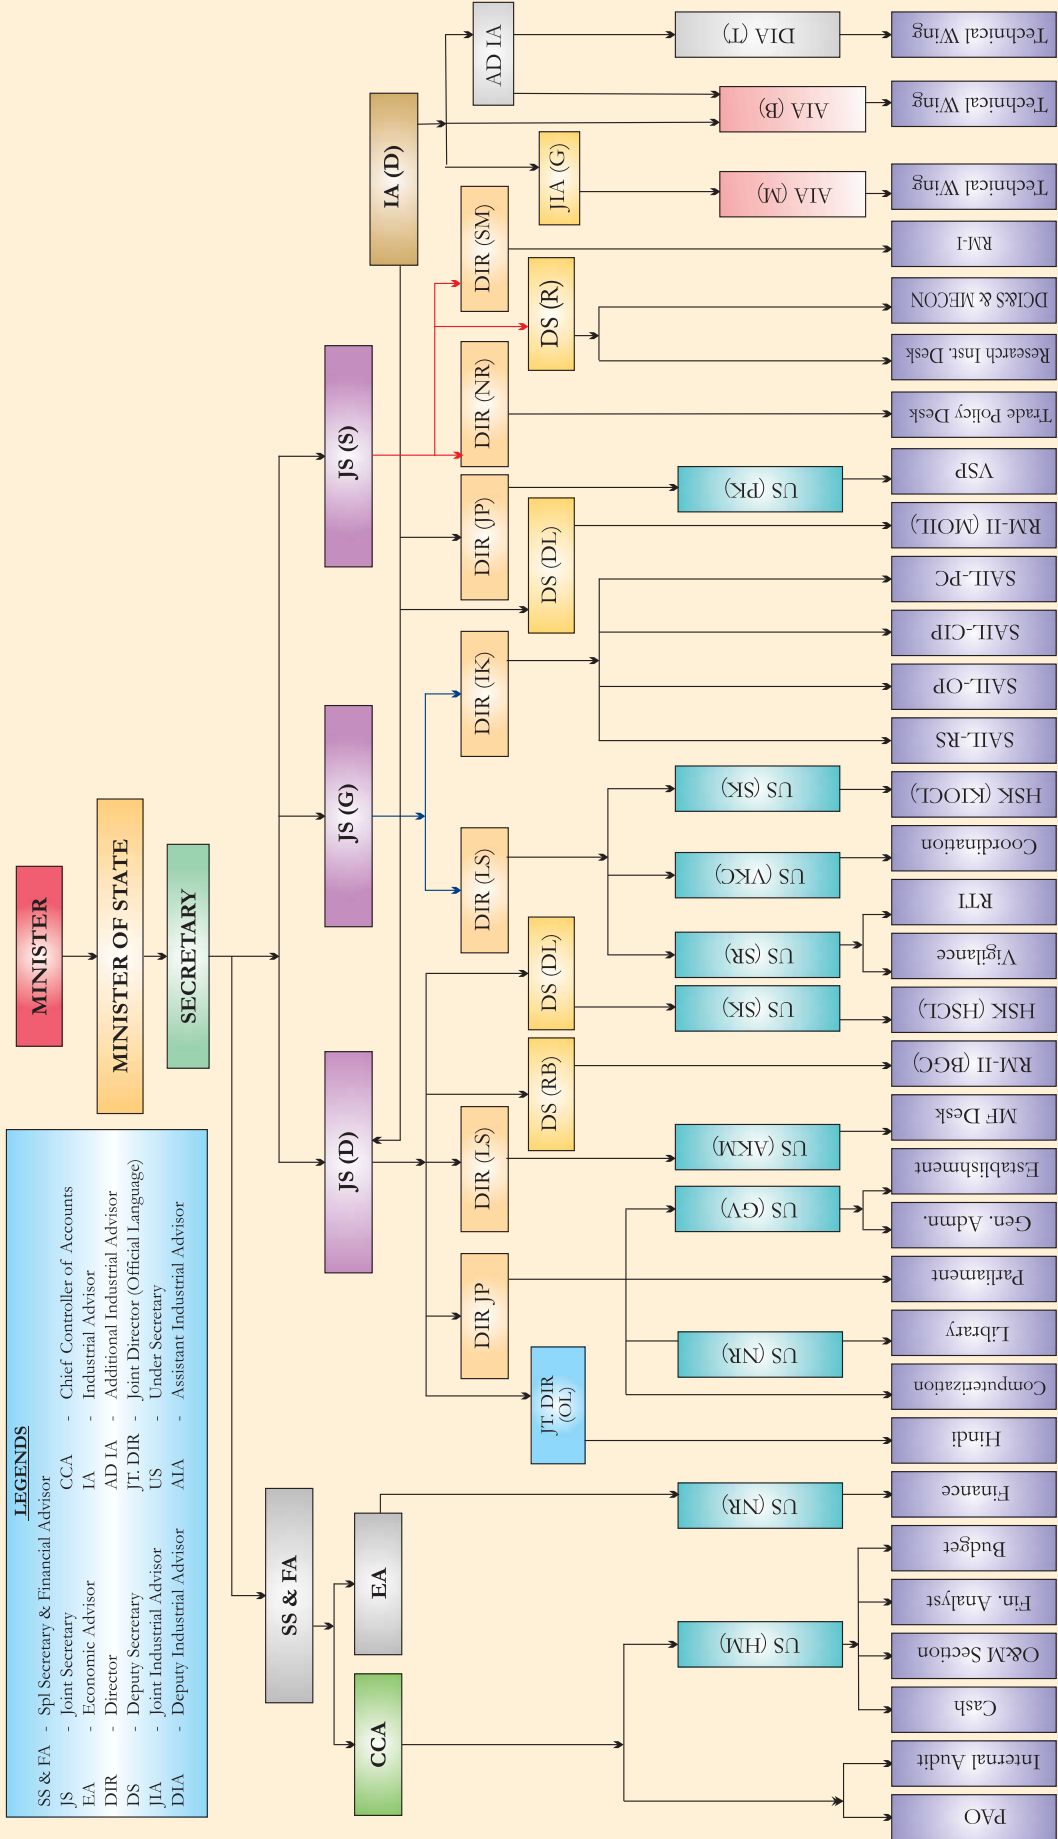 MINISTER
MINISTER OF STATE
SECRETARY
LEGENDS
SS & FA - Spl Secretary & Financial Advisor
JS - Joint Secretary
EA - Economic Advisor
DIR - Director
DS - Deputy Secretary
JIA - Joint Industrial Advisor
DIA - Deputy Industrial Advisor
CCA - Chief Controller of Accounts
IA - Industrial Advisor
AD IA - Additional Industrial Advisor
JT. DIR - Joint Director (Official Language)
US - Under Secretary
AIA - Assistant Industrial Advisor
SS & FA
JS (D)
JS (G)
JS (S)
IA (D)
CCA
EA
DIR JP
DIR (LS)
DIR (LS)
DIR (IK)
DIR (JP)
DIR (NR)
DIR (SM)
AD IA
JT. DIR
(OL)
DS (RB)
DS (DL)
DS (DL)
DS (R)
JIA (G)
US (HM)
US (NR)
US (NR)
US (GV)
US (AKM)
US (SK)
US (SR)
US (VKC)
US (SK)
US (PK)
AIA (M)
AIA (B)
DIA (T)
PAO
Internal Audit
Cash
O&M Section
Fin. Analyst
Budget
Finance
Hindi
Computerization
Library
Parliament
Gen. Admn.
Establishment
MF Desk
RM-II (BGC)
HSK (HSCL)
Vigilance
RTI
Coordination
HSK (KIOCL)
SAIL-RS
SAIL-OP
SAIL-CIP
SAIL-PC
RM-II (MOIL)
VSP
Trade Policy Desk
Research Inst. Desk
DCI&S & MECON
RM-I
Technical Wing
Technical Wing
Technical Wing